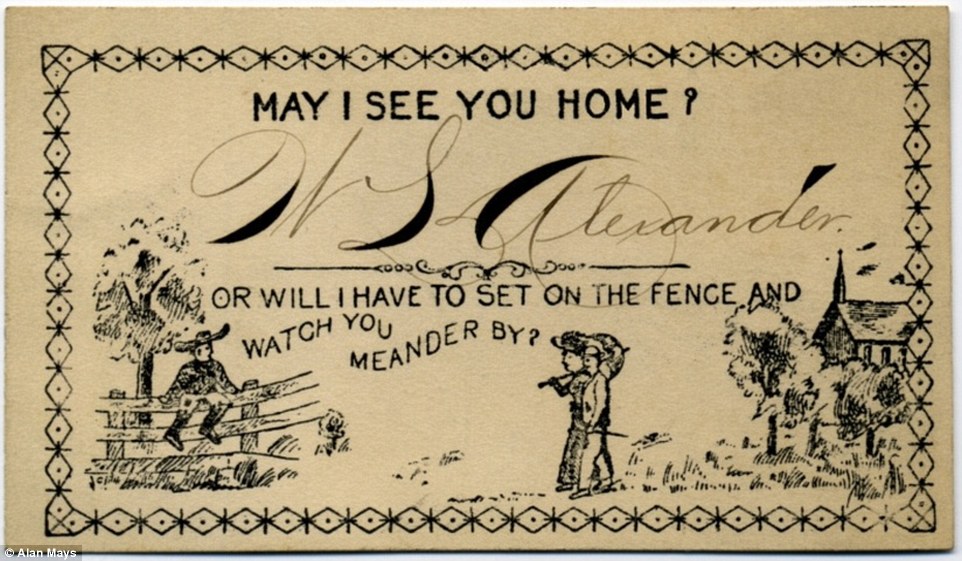 MAY I SEE YOU HOME?
W S Alexander.
OR WILL I HAVE TO SET ON THE FENCE AND
WATCH YOU
MEANDER BY?
© Alan Mays